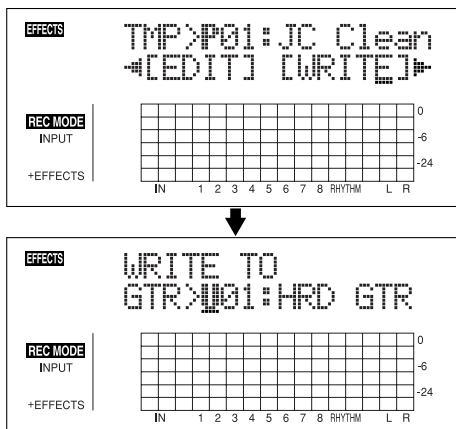 EFFECTS
TMP>P01:JC Clean
◄[EDIT] [WRITE]►
REC MODE
INPUT
+EFFECTS
0
-6
-24
IN 1 2 3 4 5 6 7 8 RHYTHM L R
EFFECTS
WRITE TO
GTR>U01:HRD GTR
REC MODE
INPUT
+EFFECTS
0
-6
-24
IN 1 2 3 4 5 6 7 8 RHYTHM L R